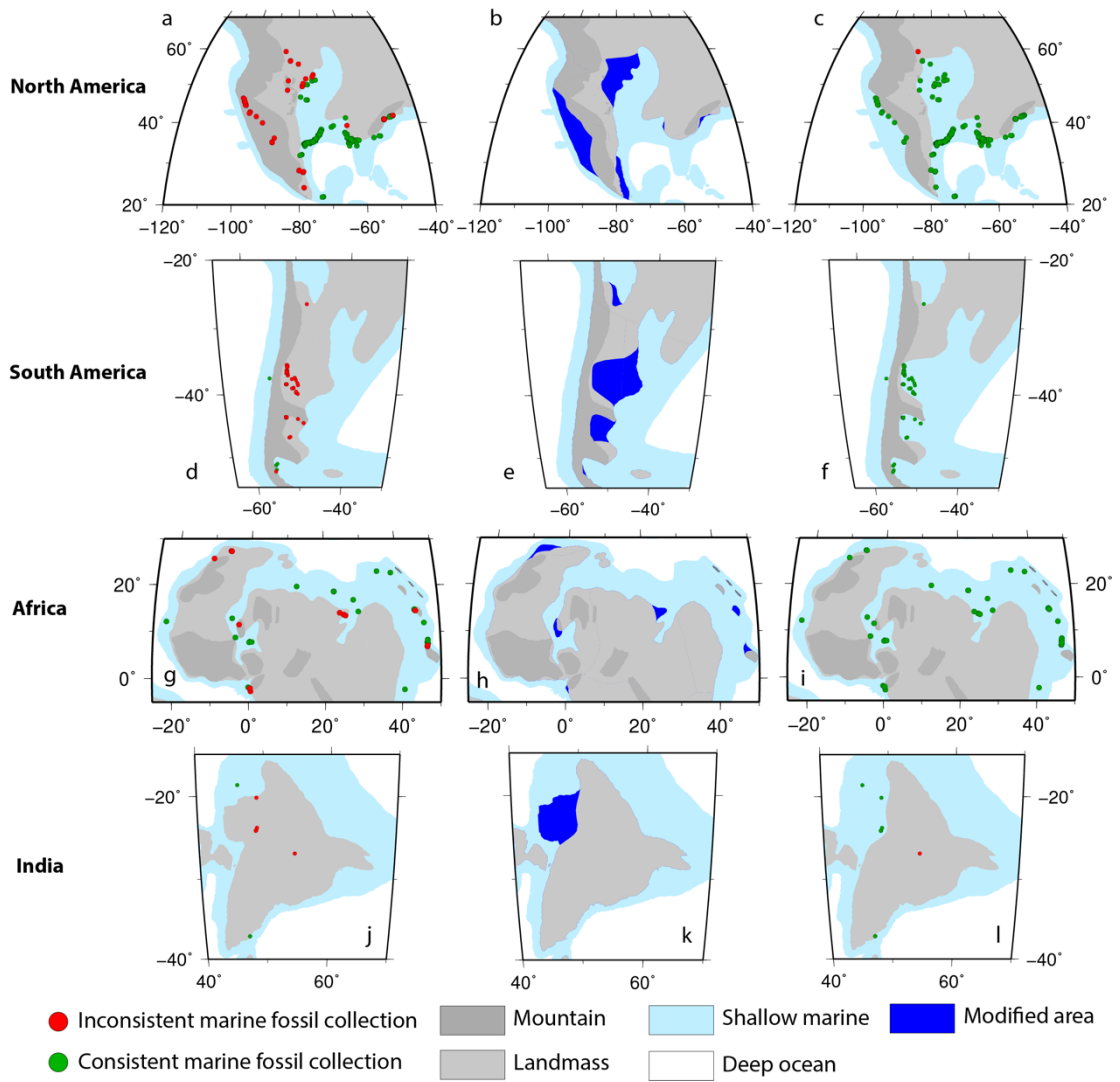 a b c
North America
60˚ 40˚ 20˚
−120 −100 −80 −60 −40
−120 −100 −80 −60 −40
−120 −100 −80 −60 −40
60˚ 40˚ 20˚
South America
−20˚ −40˚
d e f
−60˚ −40˚
−60˚ −40˚
−60˚ −40˚
−20˚ −40˚
Africa
20˚ 0˚
g h i
−20 0 20 40
−20 0 20 40
−20 0 20 40
20˚ 0˚
India
−20˚ −40˚
j k l
40˚ 60˚
40˚ 60˚
40˚ 60˚
−20˚ −40˚
Inconsistent marine fossil collection Mountain Shallow marine Modified area
Consistent marine fossil collection Landmass Deep ocean